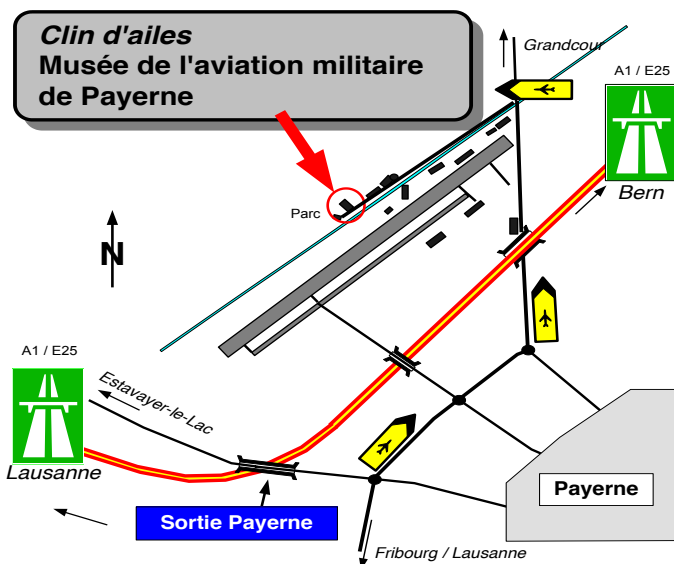 Clin d'ailes
Musée de l'aviation militaire
de Payerne
Grandcour
A1 / E25
Bern
Parc
N
A1 / E25
Estavayer-le-Lac
Lausanne
Payerne
Sortie Payerne
Fribourg / Lausanne